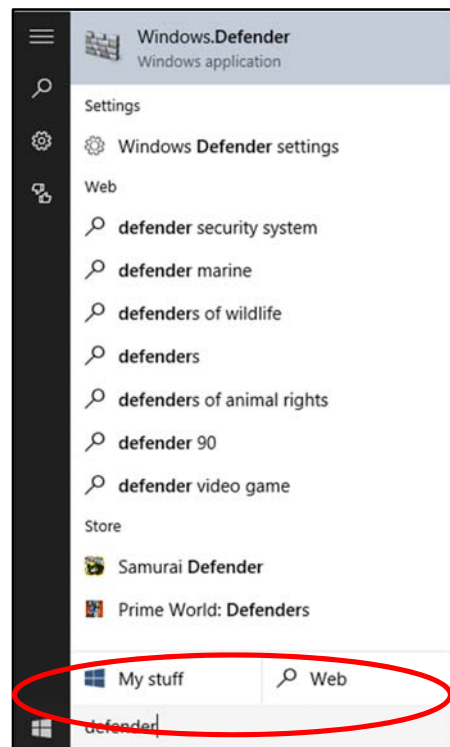 Windows.Defender
Windows application
Settings
Windows Defender settings
Web
defender security system
defender marine
defenders of wildlife
defenders
defenders of animal rights
defender 90
defender video game
Store
Samurai Defender
Prime World: Defenders
My stuff
Web
defender